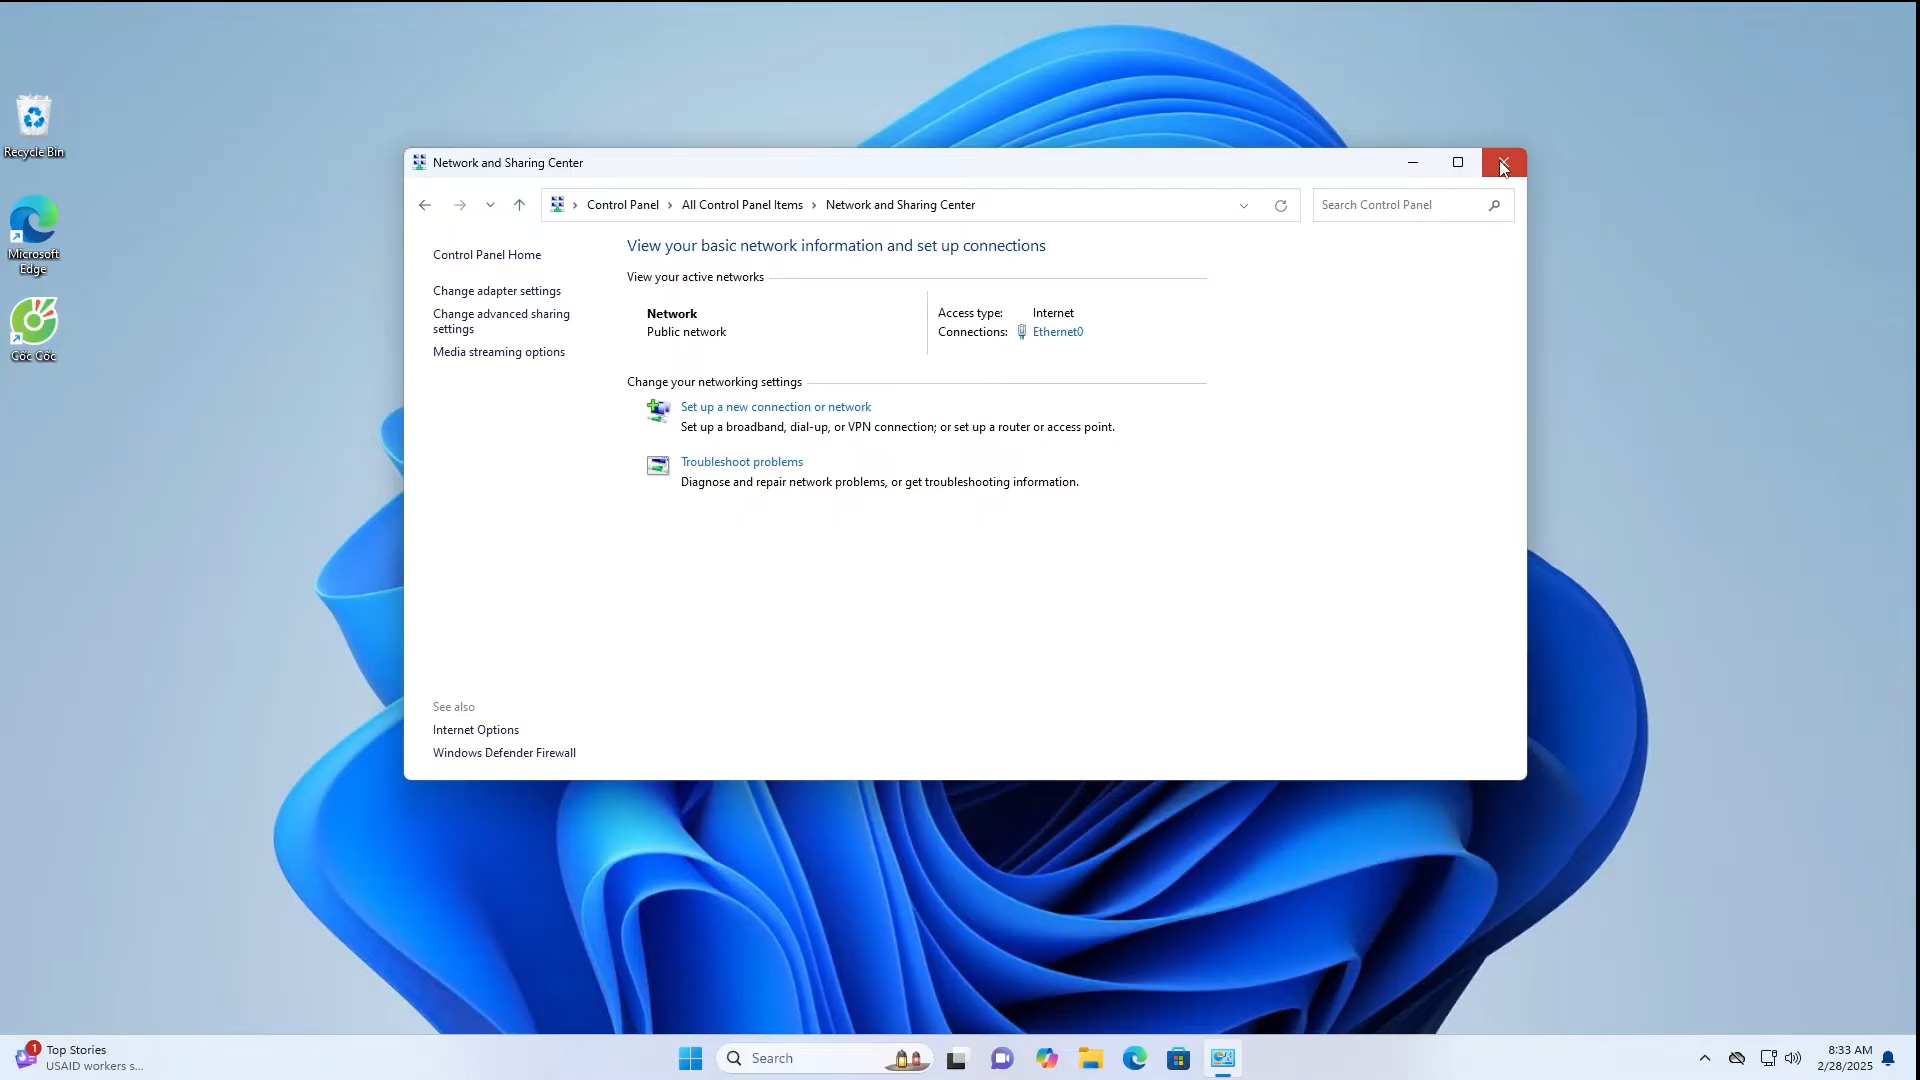 Recycle Bin
Microsoft
Edge
Cốc Cốc
Network and Sharing Center
Control Panel > All Control Panel Items > Network and Sharing Center
Search Control Panel
Control Panel Home
Change adapter settings
Change advanced sharing
settings
Media streaming options
View your basic network information and set up connections
View your active networks
Network
Public network
Access type: Internet
Connections: Ethernet0
Change your networking settings
Set up a new connection or network
Set up a broadband, dial-up, or VPN connection; or set up a router or access point.
Troubleshoot problems
Diagnose and repair network problems, or get troubleshooting information.
See also
Internet Options
Windows Defender Firewall
1
Top Stories
USAID workers s...
Search
8:33 AM
2/28/2025